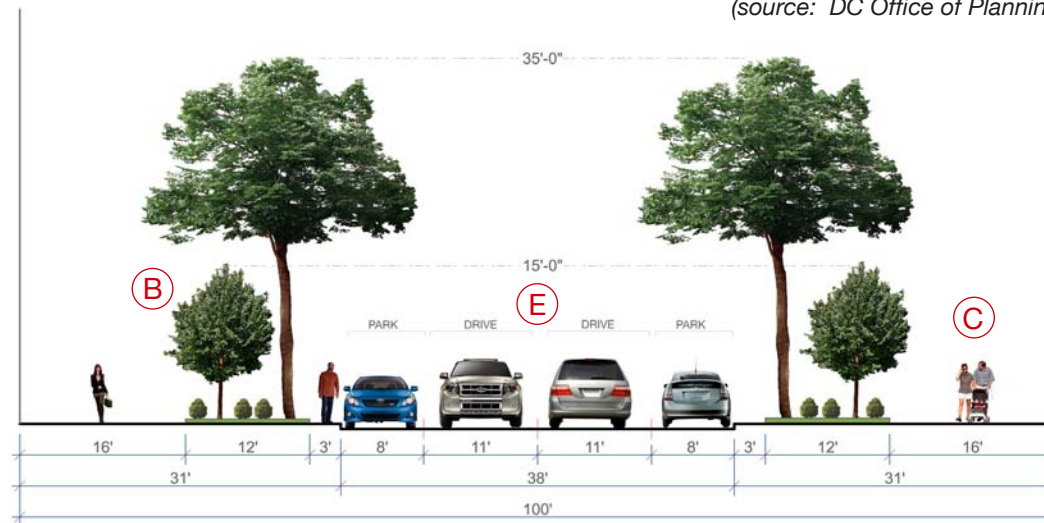 (source: DC Office of Plannin
35'-0"
15'-0"
B
E
C
PARK DRIVE DRIVE PARK
16' 12' 3' 8' 11' 11' 8' 3' 12' 16'
31' 38' 31'
100'